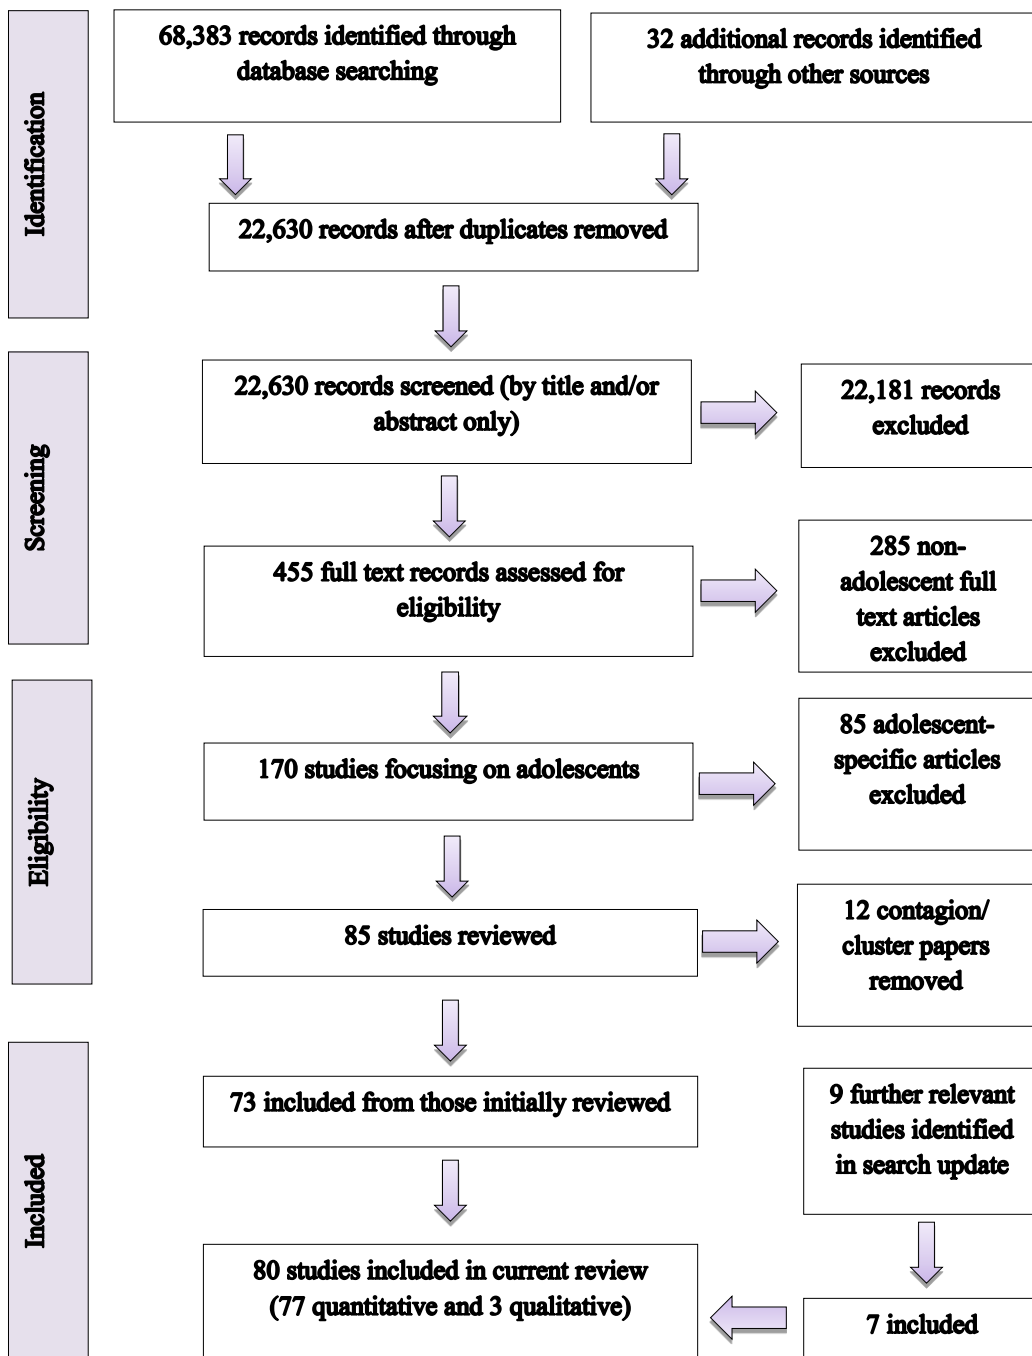 Identification
68,383 records identified through
database searching
32 additional records identified
through other sources
22,630 records after duplicates removed
Screening
22,630 records screened (by title and/or
abstract only)
22,181 records
excluded
455 full text records assessed for
eligibility
285 non-
adolescent full
text articles
excluded
Eligibility
170 studies focusing on adolescents
85 adolescent-
specific articles
excluded
85 studies reviewed
12 contagion/
cluster papers
removed
Included
73 included from those initially reviewed
9 further relevant
studies identified
in search update
80 studies included in current review
(77 quantitative and 3 qualitative)
7 included